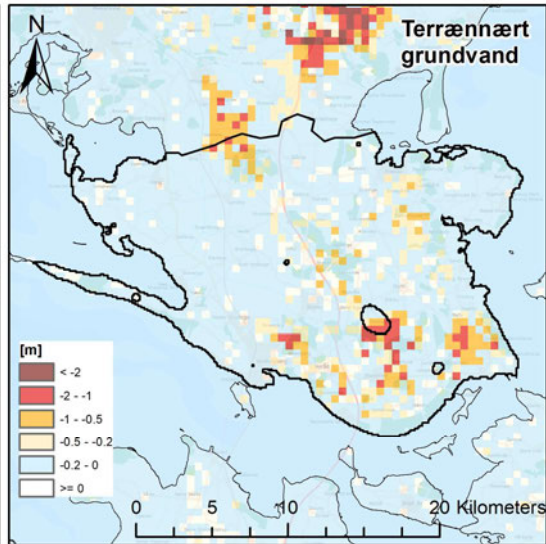 N
Terrænnært
grundvand
[m]
< -2
-2 - -1
-1 - -0.5
-0.5 - -0.2
-0.2 - 0
>= 0
0 5 10 20 Kilometers